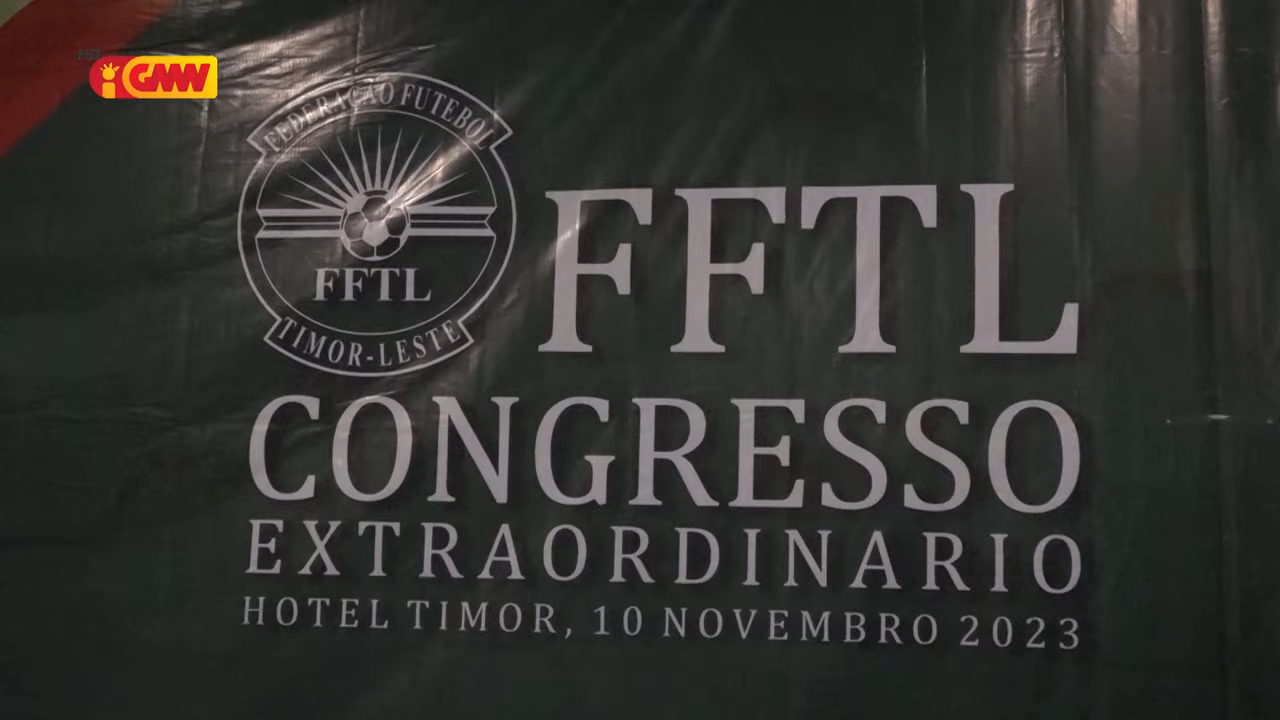 GMW
FEDERAÇÃO FUTEBOL
FFTL
TIMOR-LESTE
FFTL
CONGRESSO
EXTRAORDINARIO
HOTEL TIMOR, 10 NOVEMBRO 2023